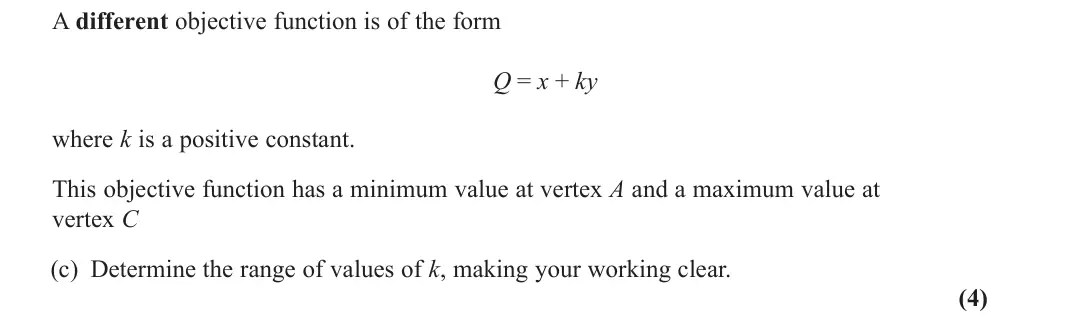 A different objective function is of the form
Q = x + ky
where k is a positive constant.
This objective function has a minimum value at vertex A and a maximum value at
vertex C
(c) Determine the range of values of k, making your working clear.
(4)